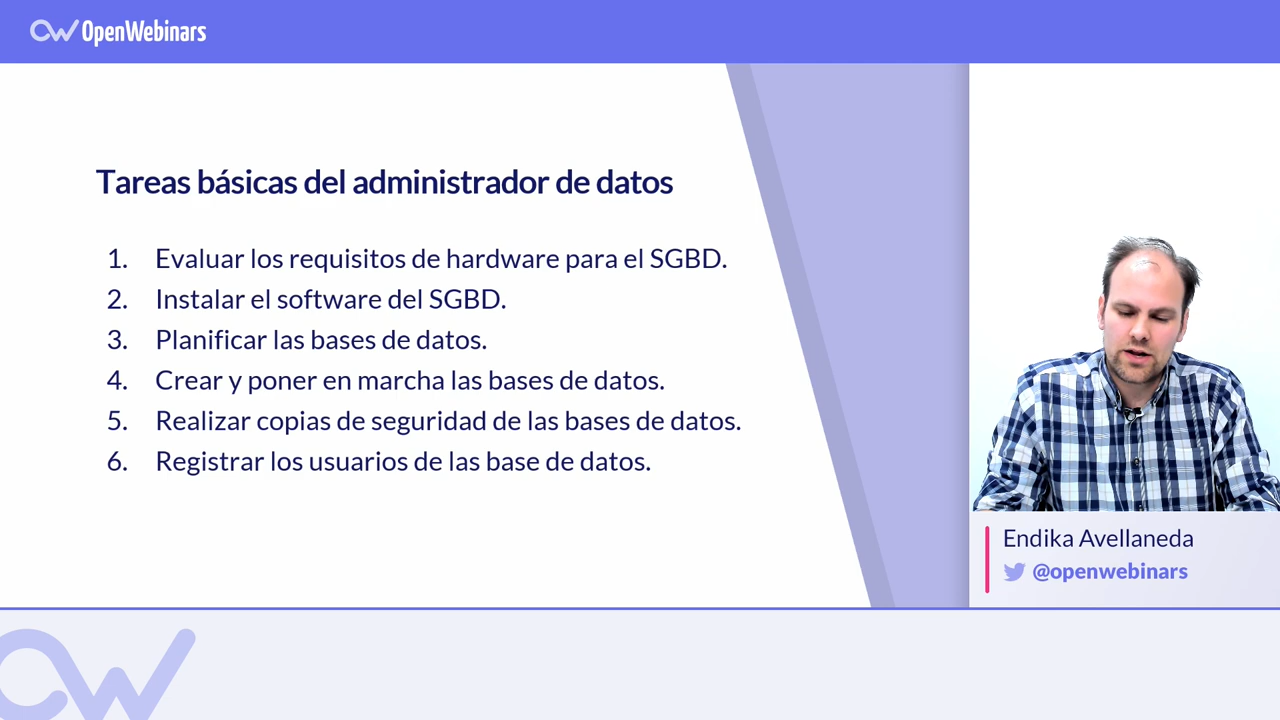 OpenWebinars
Tareas básicas del administrador de datos
1. Evaluar los requisitos de hardware para el SGBD.
2. Instalar el software del SGBD.
3. Planificar las bases de datos.
4. Crear y poner en marcha las bases de datos.
5. Realizar copias de seguridad de las bases de datos.
6. Registrar los usuarios de las base de datos.
Endika Avellaneda
@openwebinars